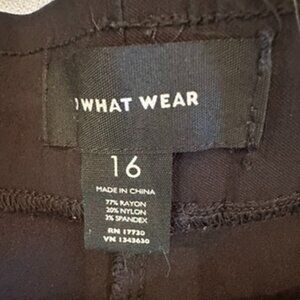 WHAT WEAR
16
MADE IN CHINA
77% RAYON
20% NYLON
3% SPANDEX
RN 17730
VN 1343630